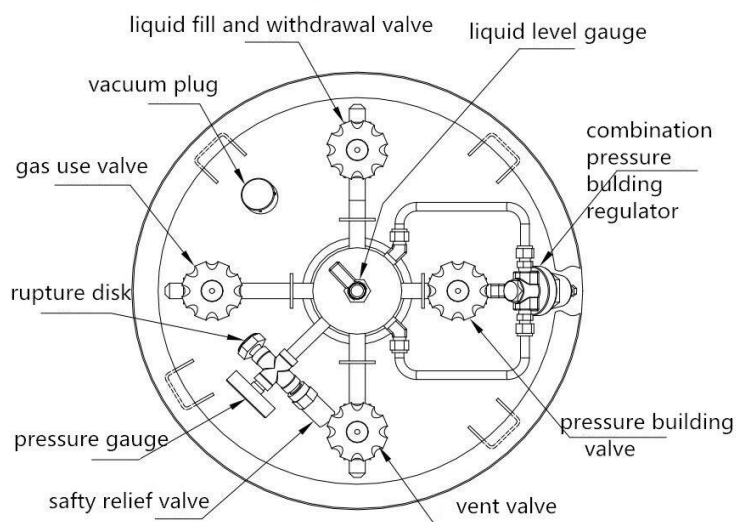 liquid fill and withdrawal valve
liquid level gauge
vacuum plug
combination
pressure
bulding
regulator
gas use valve
rupture disk
pressure gauge
pressure building
valve
safty relief valve
vent valve